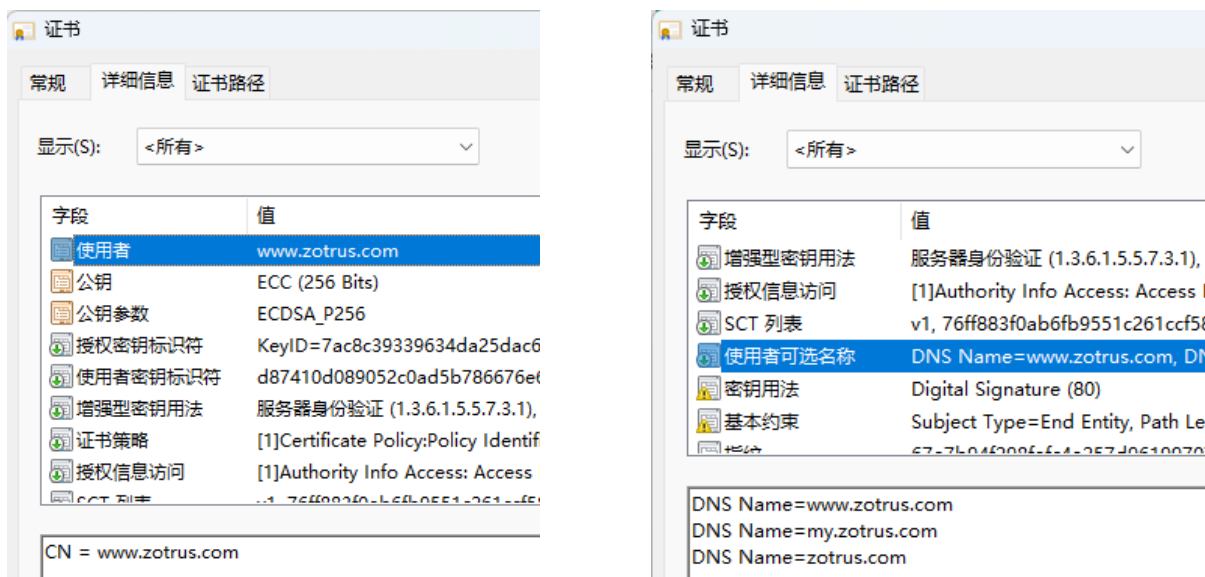 证书
常规 详细信息 证书路径
显示(S): <所有>
字段 值
使用者 www.zotrus.com
公钥 ECC (256 Bits)
公钥参数 ECDSA_P256
授权密钥标识符 KeyID=7ac8c39339634da25dac6
使用者密钥标识符 d87410d089052c0ad5b786676e6
增强型密钥用法 服务器身份验证 (1.3.6.1.5.5.7.3.1),
证书策略 [1]Certificate Policy:Policy Identif
授权信息访问 [1]Authority Info Access: Access
SCT 列表
CN = www.zotrus.com
证书
常规 详细信息 证书路径
显示(S): <所有>
字段 值
增强型密钥用法 服务器身份验证 (1.3.6.1.5.5.7.3.1),
授权信息访问 [1]Authority Info Access: Access
SCT 列表 v1, 76ff883f0ab6fb9551c261ccf58
使用者可选名称 DNS Name=www.zotrus.com, DN
密钥用法 Digital Signature (80)
基本约束 Subject Type=End Entity, Path Le
指纹
DNS Name=www.zotrus.com
DNS Name=my.zotrus.com
DNS Name=zotrus.com